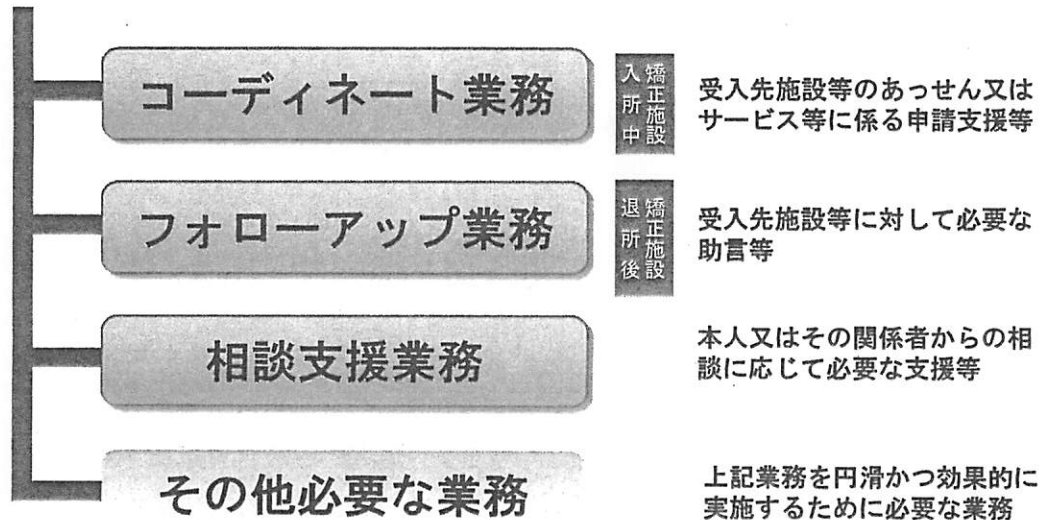 コーディネート業務
矯正施設
入所中
受入先施設等のあっせん又は
サービス等に係る申請支援等
フォローアップ業務
矯正施設
退所後
受入先施設等に対して必要な
助言等
相談支援業務
本人又はその関係者からの相
談に応じて必要な支援等
その他必要な業務
上記業務を円滑かつ効果的に
実施するために必要な業務